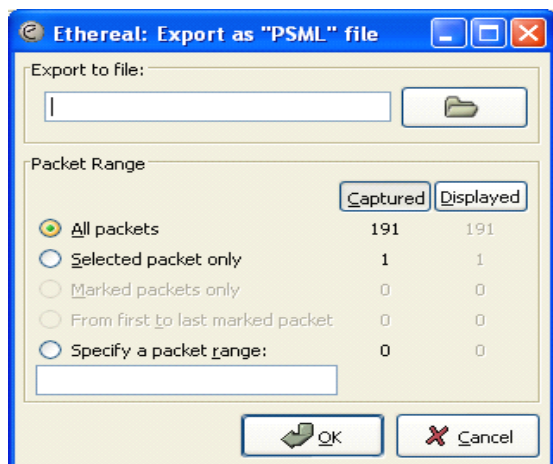 Ethereal: Export as "PSML" file
Export to file:
Packet Range
Captured Displayed
All packets 191 191
Selected packet only 1 1
Marked packets only 0 0
From first to last marked packet 0 0
Specify a packet range: 0 0
OK Cancel